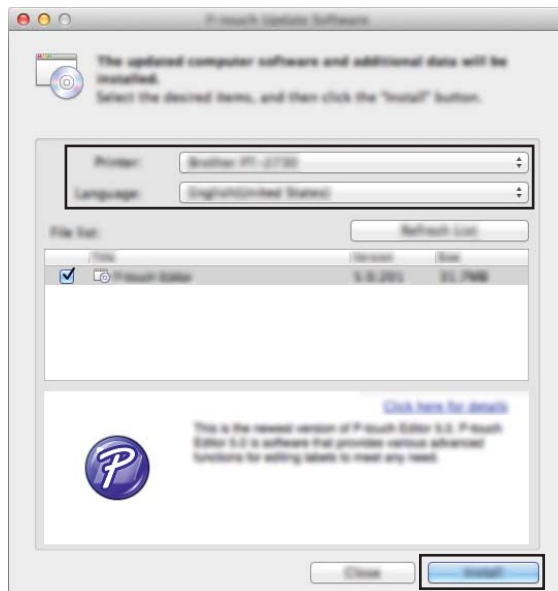 P-touch Update Software
The updated computer software and additional data will be
installed.
Select the desired items, and then click the "Install" button.
Printer: Brother PT-2730
Language: English(United States)
File list: Refresh List
Title Version Size
P-touch Editor 5.0.201 31.7MB
Click here for details
This is the newest version of P-touch Editor 5.0. P-touch
Editor 5.0 is software that provides various advanced
functions for editing labels to meet any need.
P
Close Install